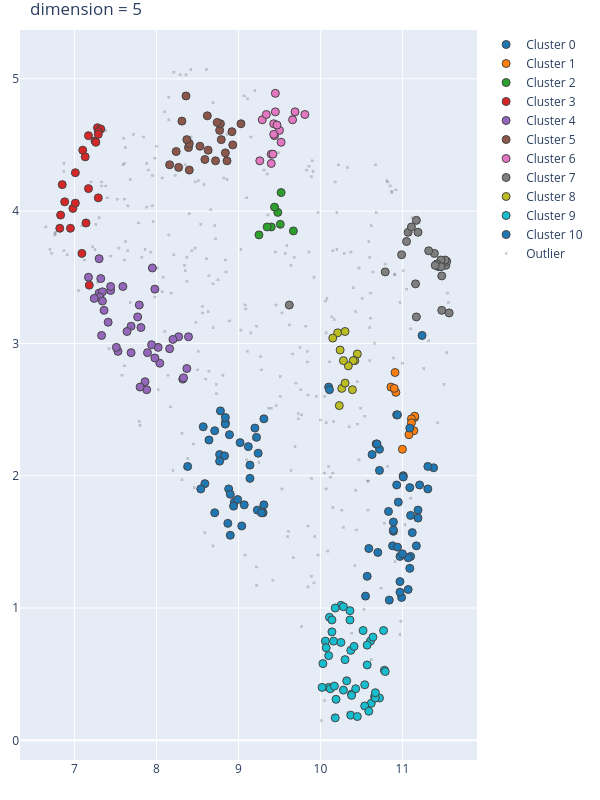 dimension = 5
Cluster 0
Cluster 1
Cluster 2
Cluster 3
Cluster 4
Cluster 5
Cluster 6
Cluster 7
Cluster 8
Cluster 9
Cluster 10
Outlier
5
4
3
2
1
0
7 8 9 10 11